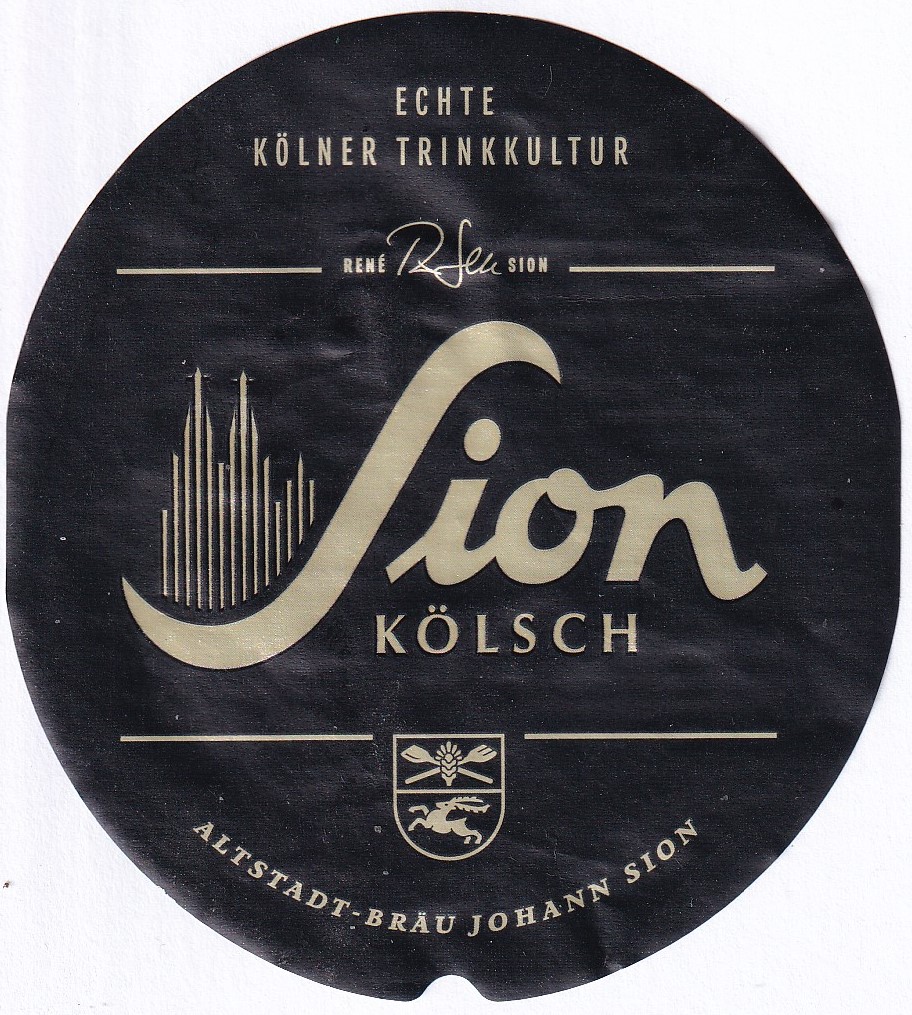 ECHTE
KÖLNER TRINKKULTUR
RENÉ SION
Sion
KÖLSCH
ALTSTADT-BRÄU JOHANN SION